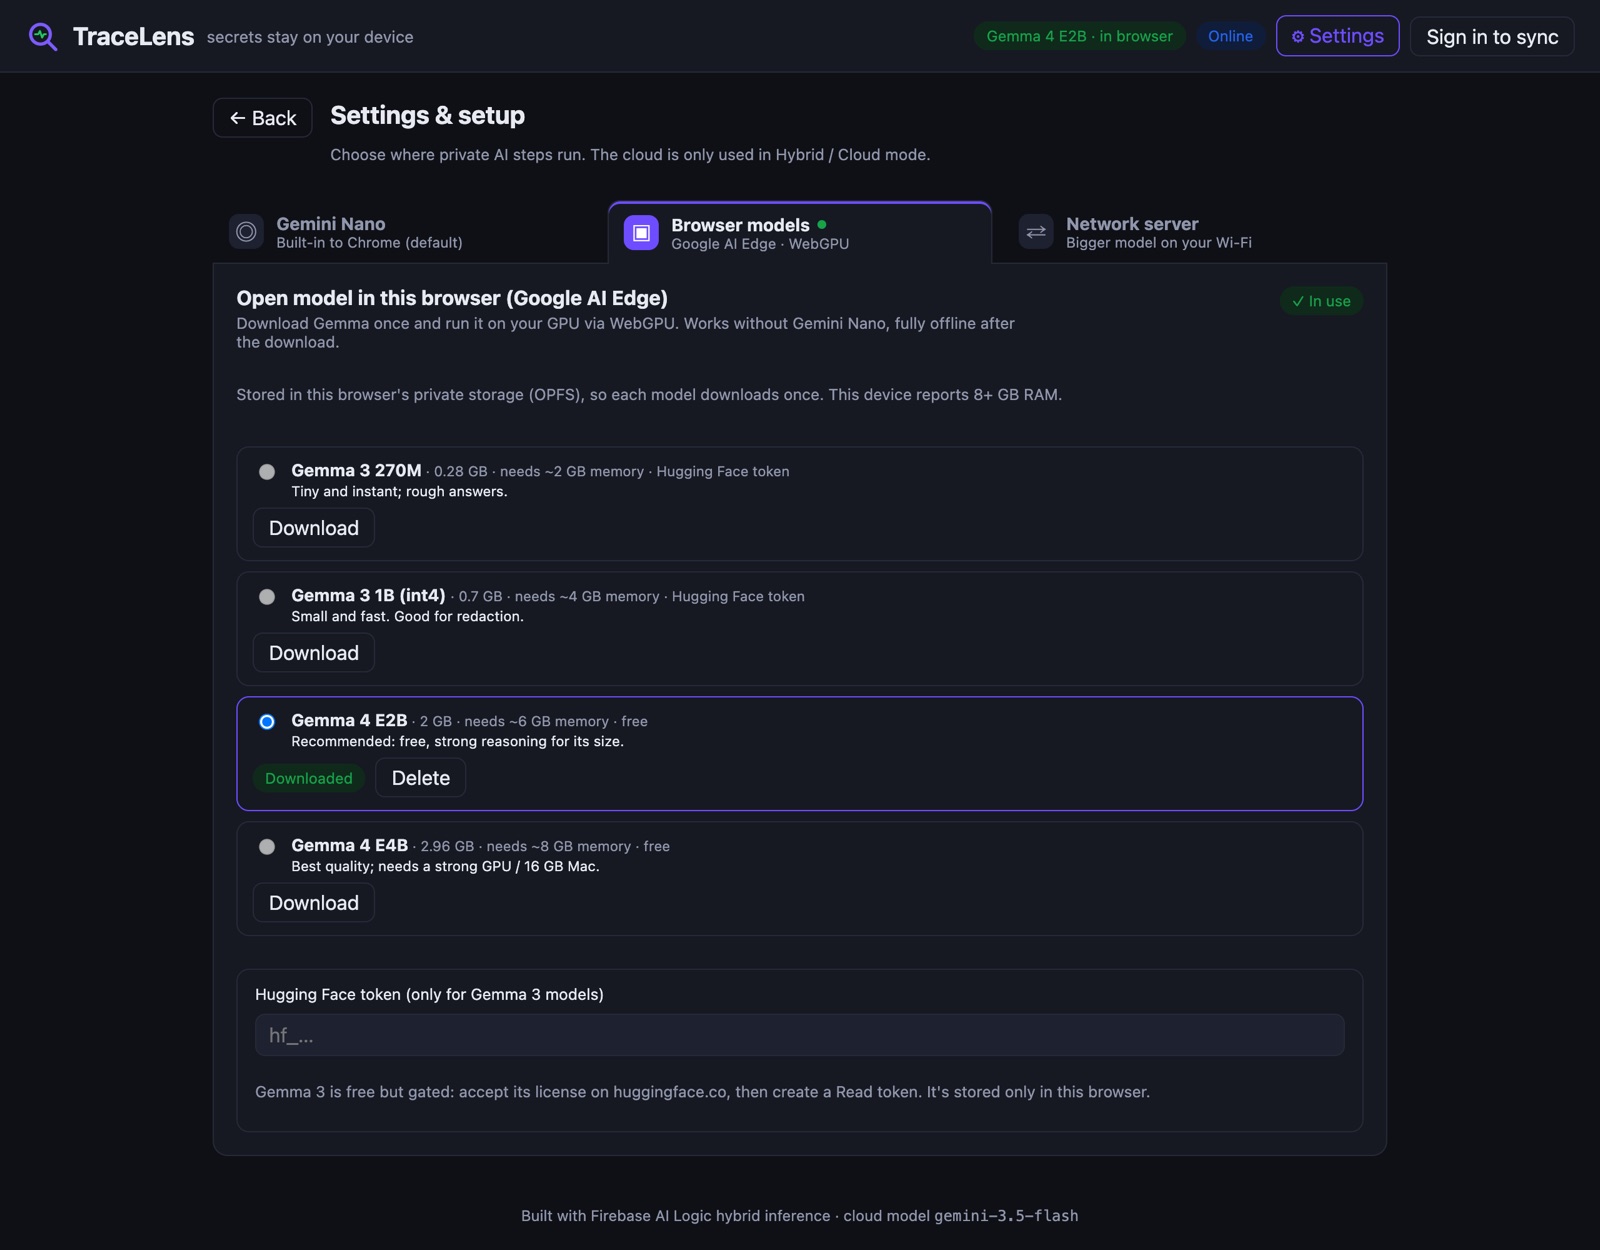 TraceLens secrets stay on your device Gemma 4 E2B · in browser Online ⚙ Settings Sign in to sync
← Back Settings & setup
Choose where private AI steps run. The cloud is only used in Hybrid / Cloud mode.
Gemini Nano
Built-in to Chrome (default)
Browser models
Google AI Edge · WebGPU
Network server
Bigger model on your Wi-Fi
Open model in this browser (Google AI Edge)
✓ In use
Download Gemma once and run it on your GPU via WebGPU. Works without Gemini Nano, fully offline after
the download.
Stored in this browser's private storage (OPFS), so each model downloads once. This device reports 8+ GB RAM.
Gemma 3 270M · 0.28 GB · needs ~2 GB memory · Hugging Face token
Tiny and instant; rough answers.
Download
Gemma 3 1B (int4) · 0.7 GB · needs ~4 GB memory · Hugging Face token
Small and fast. Good for redaction.
Download
Gemma 4 E2B · 2 GB · needs ~6 GB memory · free
Recommended: free, strong reasoning for its size.
Downloaded Delete
Gemma 4 E4B · 2.96 GB · needs ~8 GB memory · free
Best quality; needs a strong GPU / 16 GB Mac.
Download
Hugging Face token (only for Gemma 3 models)
hf_...
Gemma 3 is free but gated: accept its license on huggingface.co, then create a Read token. It's stored only in this browser.
Built with Firebase AI Logic hybrid inference · cloud model gemini-3.5-flash